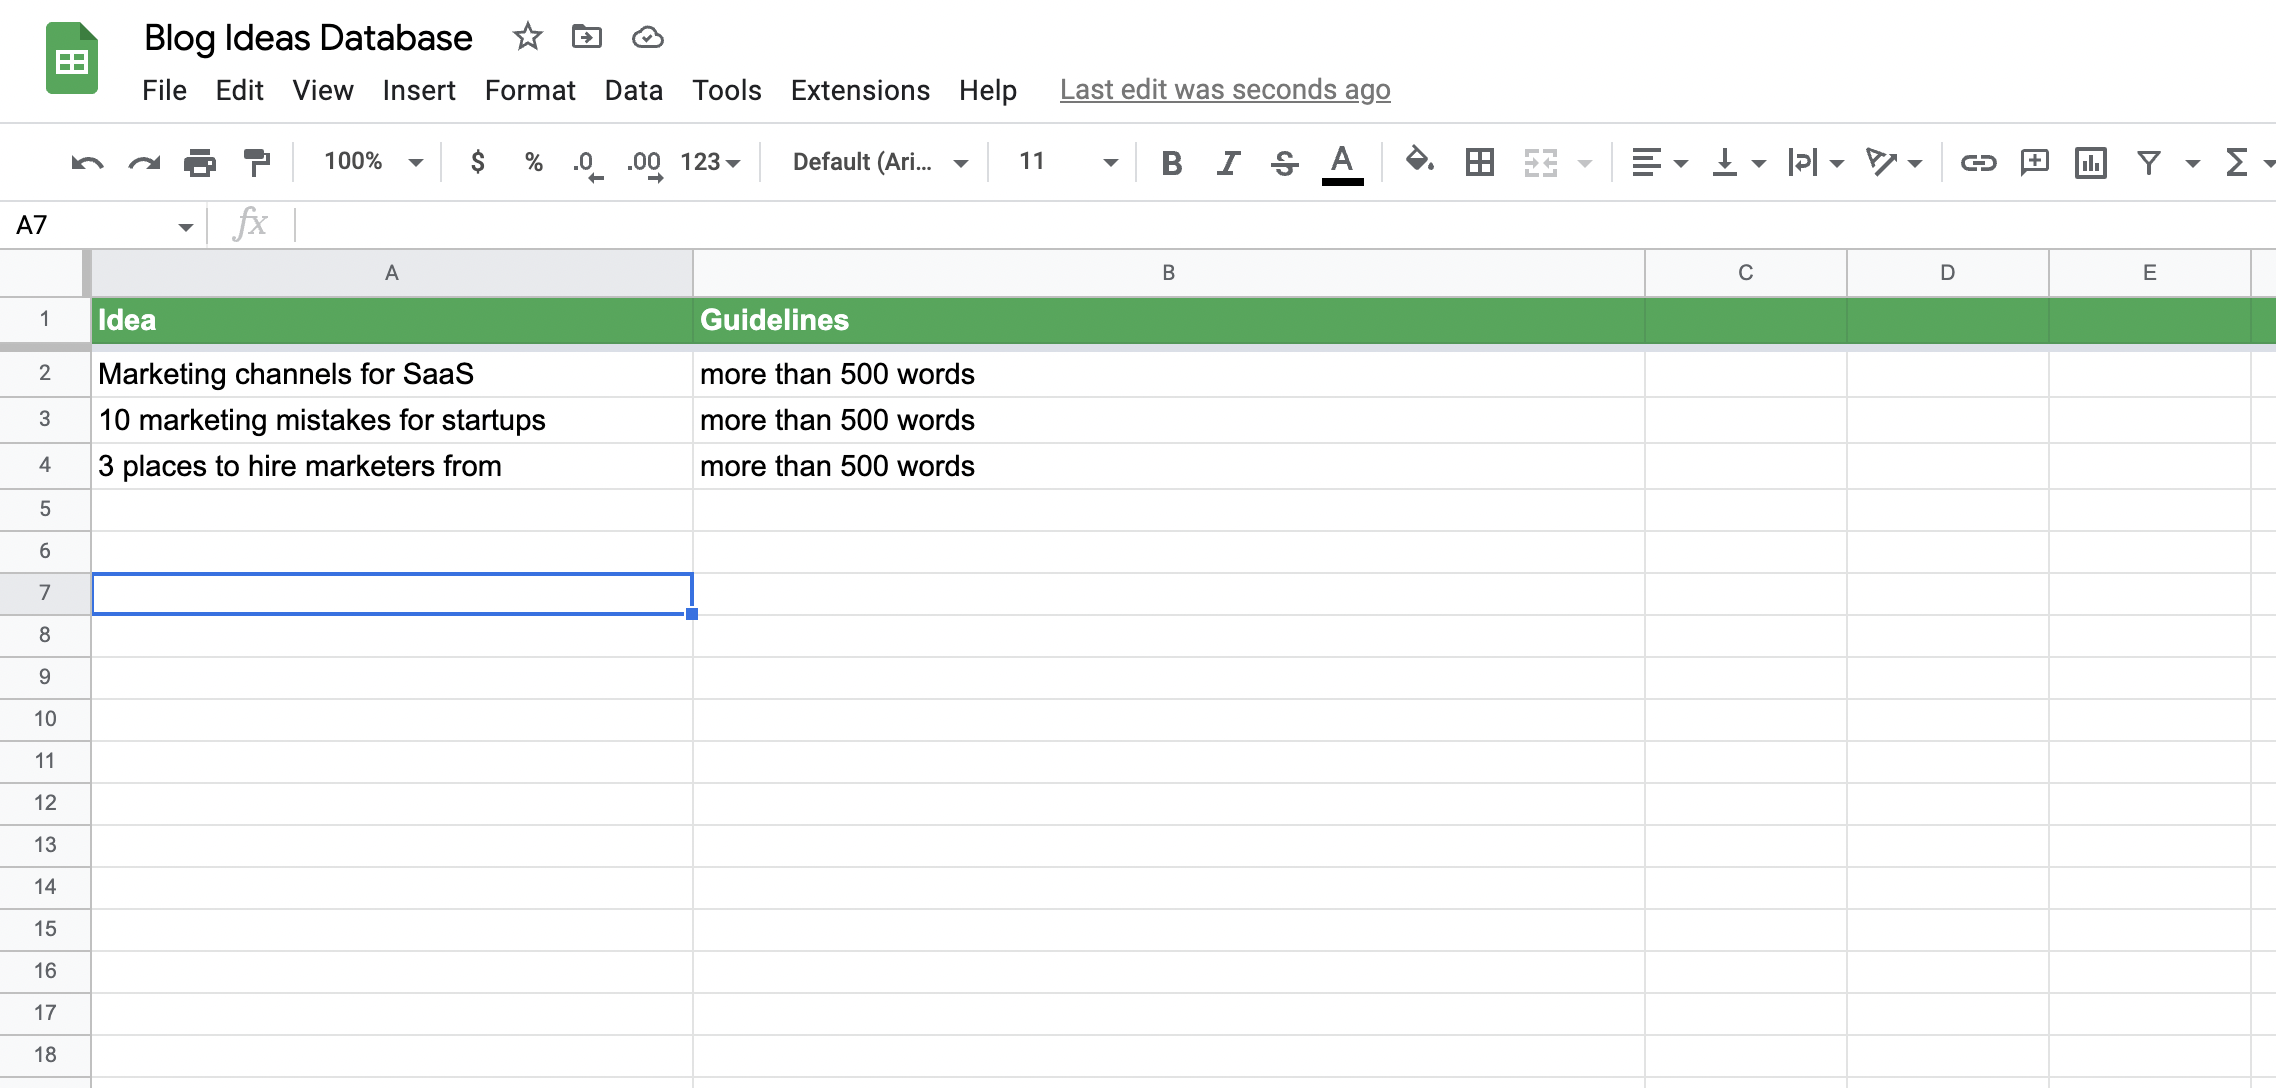 Blog Ideas Database
File Edit View Insert Format Data Tools Extensions Help Last edit was seconds ago
100% $ % .0 .00 123 Default (Ari... 11 B I S A Σ
A7 fx
A B C D E
1 Idea Guidelines
2 Marketing channels for SaaS more than 500 words
3 10 marketing mistakes for startups more than 500 words
4 3 places to hire marketers from more than 500 words
5
6
7
8
9
10
11
12
13
14
15
16
17
18